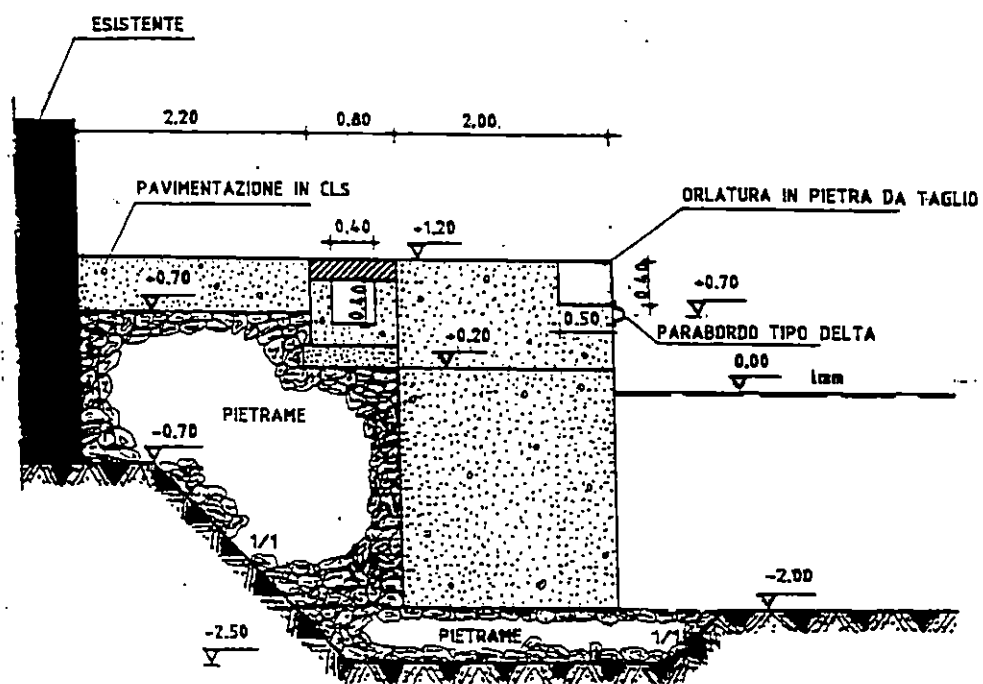 ESISTENTE
2.20 0.80 2.00.
PAVIMENTAZIONE IN CLS
ORLATURA IN PIETRA DA TAGLIO
0.40
+1.20
+0.70
0.40
0.40
+0.70
0.50
PARABORDO TIPO DELTA
+0.20
0.00
lmm
PIETRAME
-0.70
1/1
-2.00
PIETRAME
1/1
-2.50